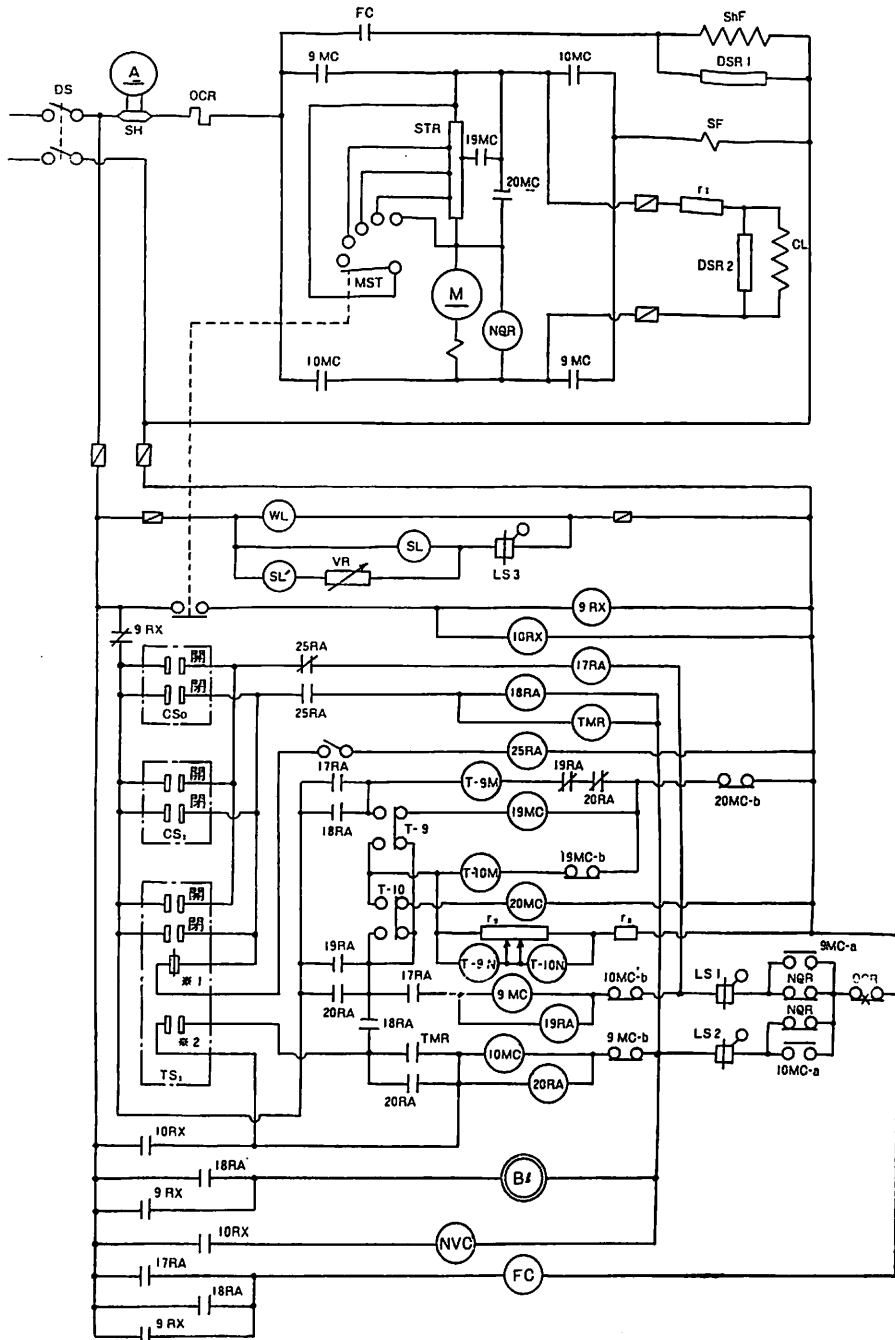 FC
ShF
DSR 1
9 MC
10MC
A
DS
SH
OCR
STR
19MC
SF
20MC
r₁
DSR 2
CL
MST
M
NQR
10MC
9 MC
WL
SL
SL'
VR
LS 3
9 RX
10RX
9 RX
開
25RA
17RA
閉
25RA
18RA
CS₀
TMR
25RA
17RA
開
T-9M
19RA
20RA
20MC-b
閉
18RA
19MC
CS₁
T-9
T-10M
19MC-b
開
T-10
20MC
閉
r₂
r₃
19RA
T-9N
T-10N
9MC-a
※1
20RA
17RA
9 MC
10MC-b
LS 1
NQR
OCR
19RA
NQR
※2
18RA
TMR
10MC
9 MC-b
LS 2
10MC-a
TS₁
20RA
20RA
10RX
18RA
Bℓ
9 RX
10RX
NVC
17RA
FC
18RA
9 RX